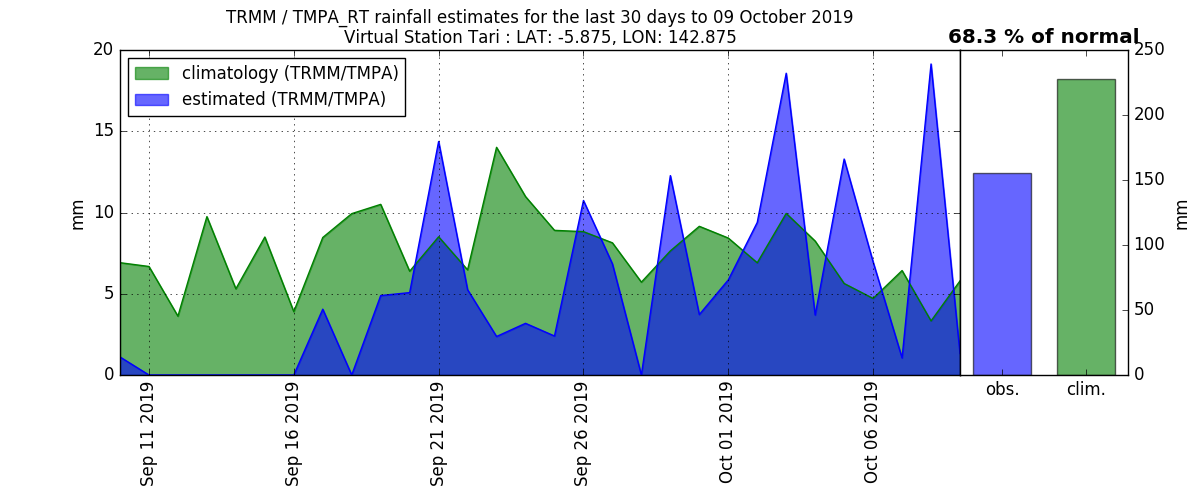 TRMM / TMPA_RT rainfall estimates for the last 30 days to 09 October 2019
Virtual Station Tari : LAT: -5.875, LON: 142.875
68.3 % of normal
climatology (TRMM/TMPA)
estimated (TRMM/TMPA)
20
15
10
5
0
mm
Sep 11 2019
Sep 16 2019
Sep 21 2019
Sep 26 2019
Oct 01 2019
Oct 06 2019
250
200
150
100
50
0
mm
obs.
clim.